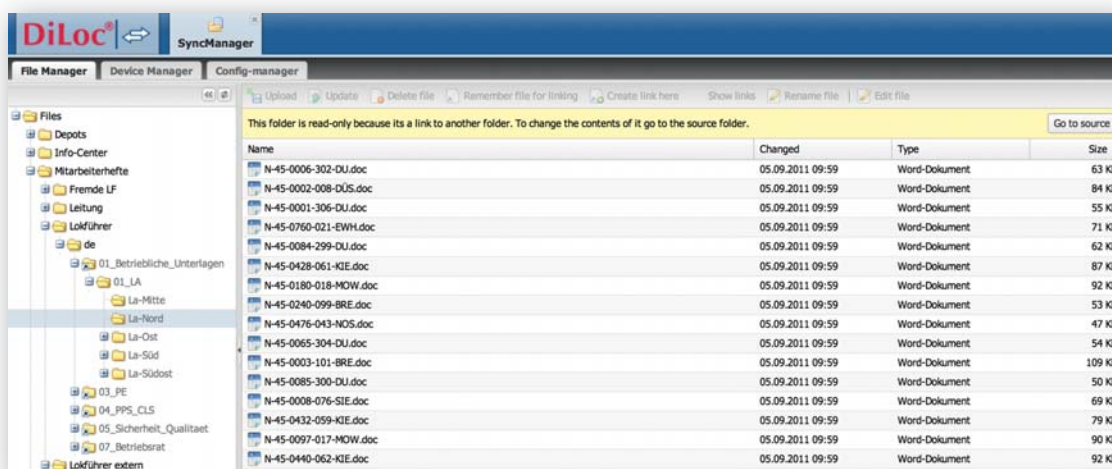 DiLoc®
SyncManager
File Manager Device Manager Config-manager
Upload Update Delete file Remember file for linking Create link here Show links Rename file Edit file
This folder is read-only because its a link to another folder. To change the contents of it go to the source folder. Go to source
Files
Depots
Info-Center
Mitarbeiterhefte
Fremde LF
Leitung
Lokführer
de
01_Betriebliche_Unterlagen
01_LA
La-Mitte
La-Nord
La-Ost
La-Süd
La-Südost
03_PE
04_PPS_CLS
05_Sicherheit_Qualitaet
07_Betriebsrat
Lokführer extern
Name Changed Type Size
N-45-0006-302-DU.doc 05.09.2011 09:59 Word-Dokument 63 K
N-45-0002-008-DÜS.doc 05.09.2011 09:59 Word-Dokument 84 K
N-45-0001-306-DU.doc 05.09.2011 09:59 Word-Dokument 55 K
N-45-0760-021-EWH.doc 05.09.2011 09:59 Word-Dokument 71 K
N-45-0084-299-DU.doc 05.09.2011 09:59 Word-Dokument 62 K
N-45-0428-061-KIE.doc 05.09.2011 09:59 Word-Dokument 87 K
N-45-0180-018-MOW.doc 05.09.2011 09:59 Word-Dokument 92 K
N-45-0240-099-BRE.doc 05.09.2011 09:59 Word-Dokument 53 K
N-45-0476-043-NOS.doc 05.09.2011 09:59 Word-Dokument 47 K
N-45-0065-304-DU.doc 05.09.2011 09:59 Word-Dokument 54 K
N-45-0003-101-BRE.doc 05.09.2011 09:59 Word-Dokument 109 K
N-45-0085-300-DU.doc 05.09.2011 09:59 Word-Dokument 50 K
N-45-0008-076-SIE.doc 05.09.2011 09:59 Word-Dokument 69 K
N-45-0432-059-KIE.doc 05.09.2011 09:59 Word-Dokument 79 K
N-45-0097-017-MOW.doc 05.09.2011 09:59 Word-Dokument 90 K
N-45-0440-062-KIE.doc 05.09.2011 09:59 Word-Dokument 92 K